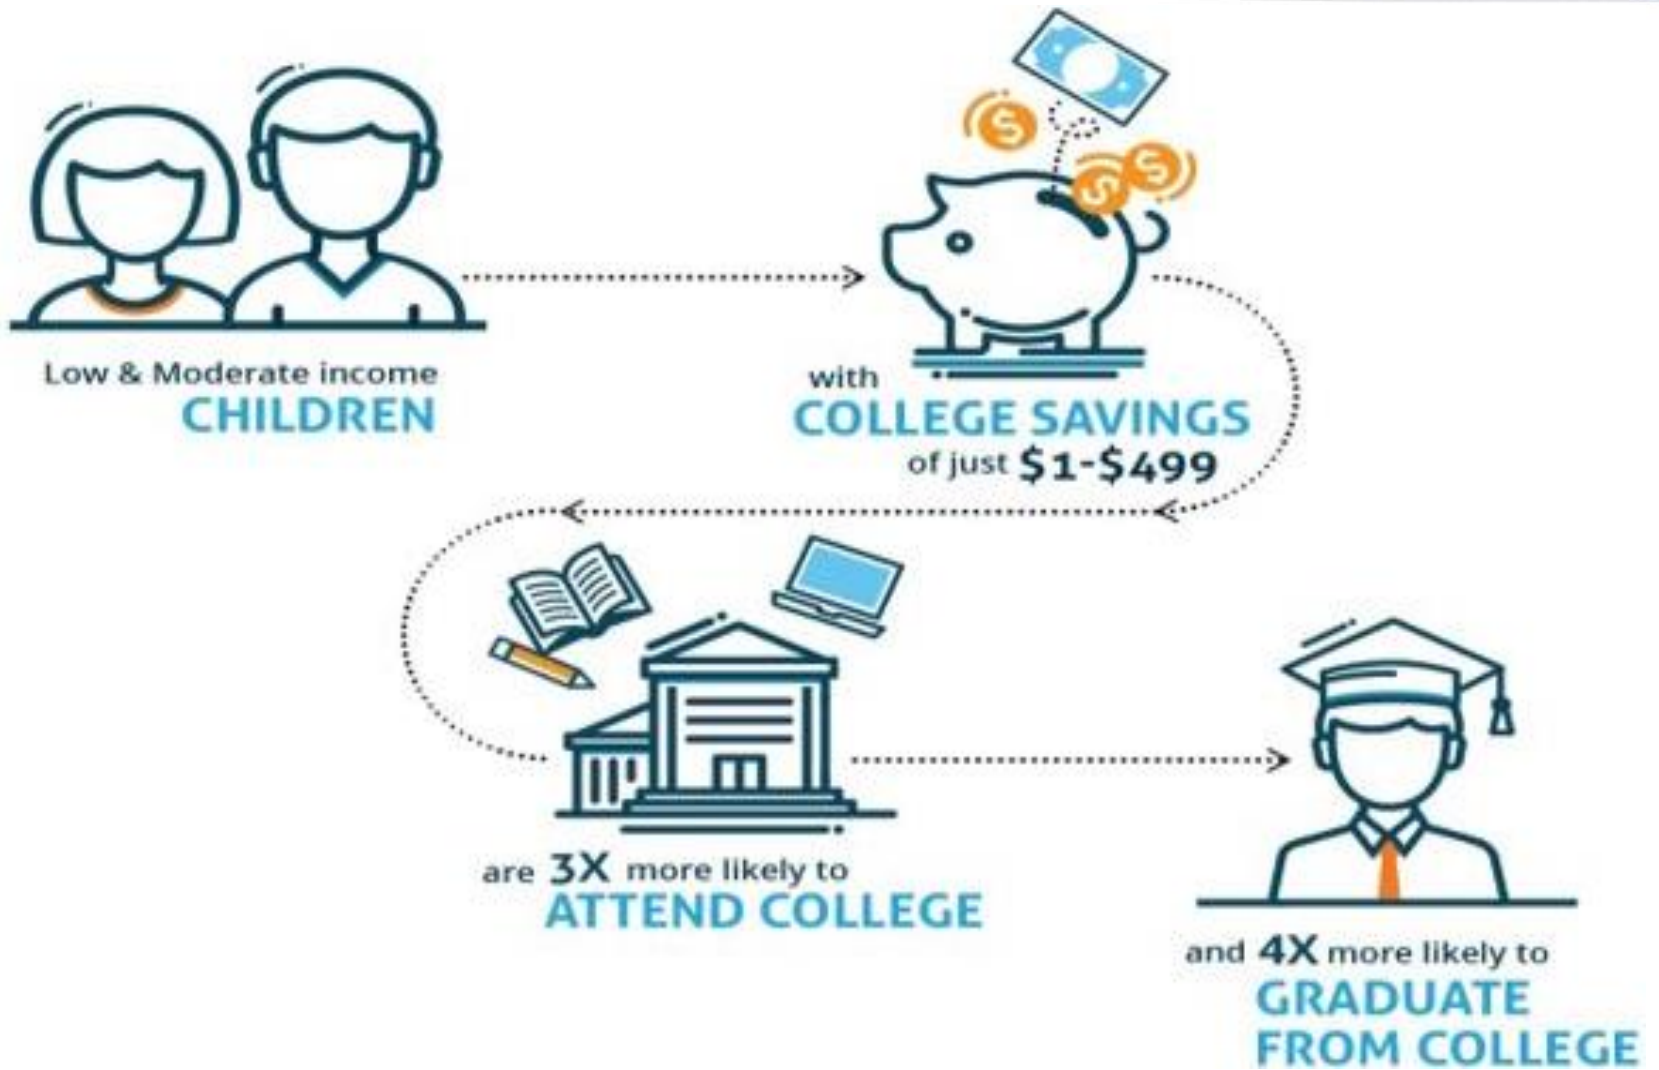 Low & Moderate income
CHILDREN
with
COLLEGE SAVINGS
of just $1-$499
are 3X more likely to
ATTEND COLLEGE
and 4X more likely to
GRADUATE
FROM COLLEGE